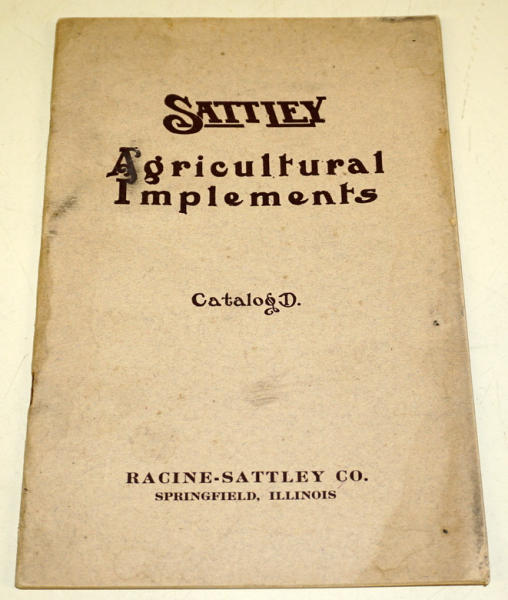 SATTLEY
Agricultural
Implements
Catalog D.
RACINE-SATTLEY CO.
SPRINGFIELD, ILLINOIS